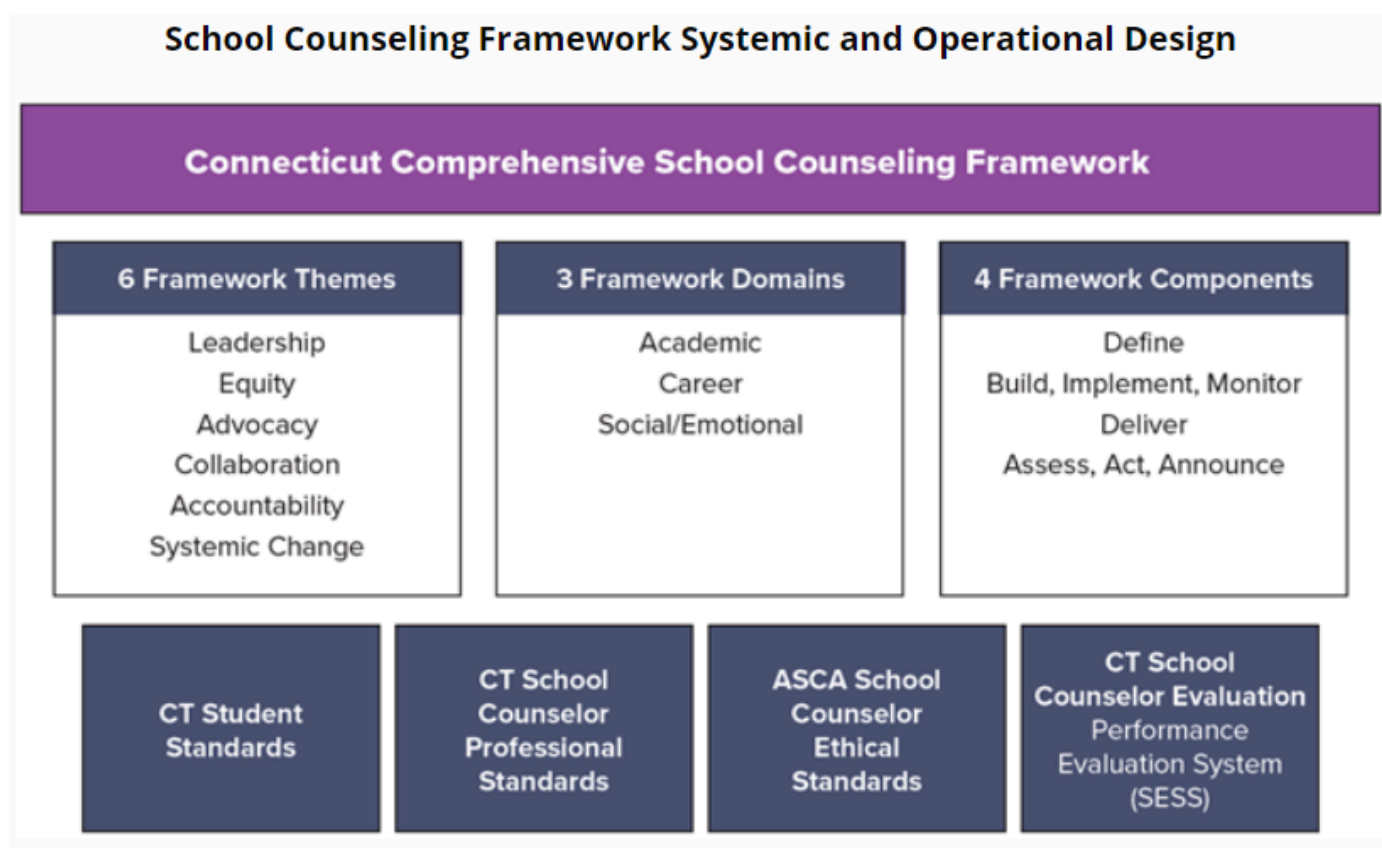 School Counseling Framework Systemic and Operational Design
Connecticut Comprehensive School Counseling Framework
6 Framework Themes
Leadership
Equity
Advocacy
Collaboration
Accountability
Systemic Change
3 Framework Domains
Academic
Career
Social/Emotional
4 Framework Components
Define
Build, Implement, Monitor
Deliver
Assess, Act, Announce
CT Student
Standards
CT School
Counselor
Professional
Standards
ASCA School
Counselor
Ethical
Standards
CT School
Counselor Evaluation
Performance
Evaluation System
(SESS)